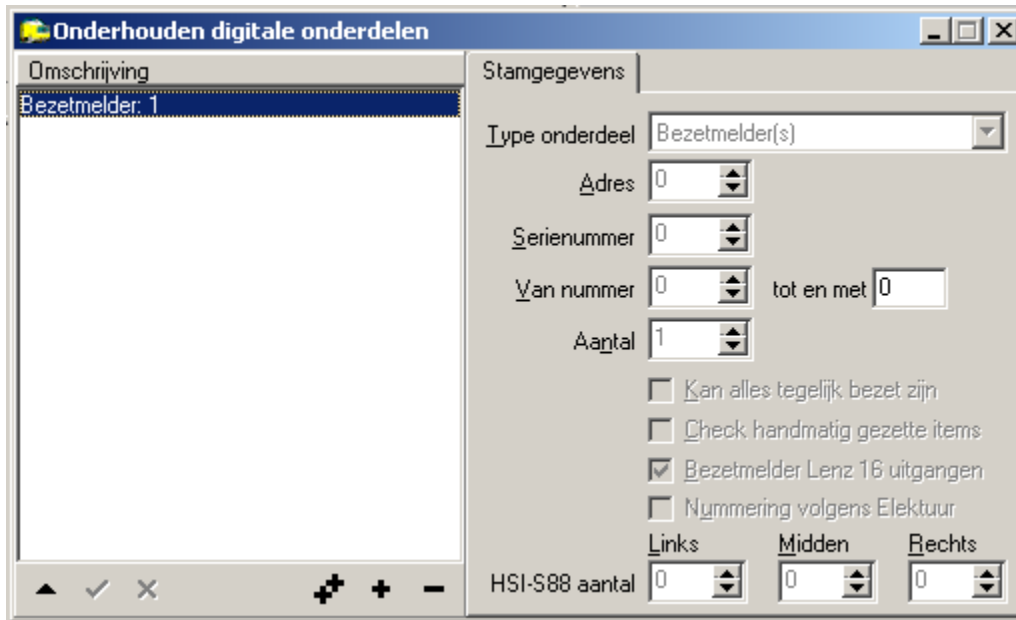 Onderhouden digitale onderdelen
Omschrijving
Bezetmelder: 1
Stamgegevens
Type onderdeel Bezetmelder(s)
Adres 0
Serienummer 0
Van nummer 0 tot en met 0
Aantal 1
Kan alles tegelijk bezet zijn
Check handmatig gezette items
Bezetmelder Lenz 16 uitgangen
Nummering volgens Elektuur
Links Midden Rechts
HSI-S88 aantal 0 0 0